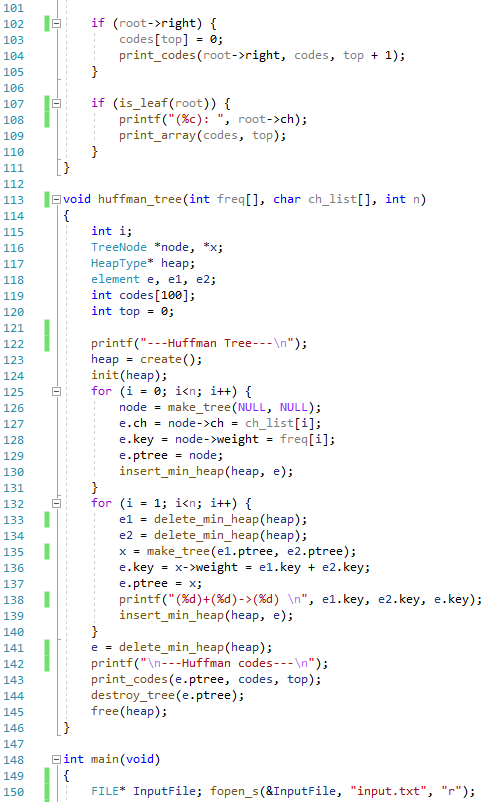 101
102 if (root->right) {
103 codes[top] = 0;
104 print_codes(root->right, codes, top + 1);
105 }
106
107 if (is_leaf(root)) {
108 printf("(%c): ", root->ch);
109 print_array(codes, top);
110 }
111 }
112
113 void huffman_tree(int freq[], char ch_list[], int n)
114 {
115 int i;
116 TreeNode *node, *x;
117 HeapType* heap;
118 element e, e1, e2;
119 int codes[100];
120 int top = 0;
121
122 printf("---Huffman Tree---\n");
123 heap = create();
124 init(heap);
125 for (i = 0; i<n; i++) {
126 node = make_tree(NULL, NULL);
127 e.ch = node->ch = ch_list[i];
128 e.key = node->weight = freq[i];
129 e.ptree = node;
130 insert_min_heap(heap, e);
131 }
132 for (i = 1; i<n; i++) {
133 e1 = delete_min_heap(heap);
134 e2 = delete_min_heap(heap);
135 x = make_tree(e1.ptree, e2.ptree);
136 e.key = x->weight = e1.key + e2.key;
137 e.ptree = x;
138 printf("(%d)+(%d)->(%d) \n", e1.key, e2.key, e.key);
139 insert_min_heap(heap, e);
140 }
141 e = delete_min_heap(heap);
142 printf("\n---Huffman codes---\n");
143 print_codes(e.ptree, codes, top);
144 destroy_tree(e.ptree);
145 free(heap);
146 }
147
148 int main(void)
149 {
150 FILE* InputFile; fopen_s(&InputFile, "input.txt", "r");